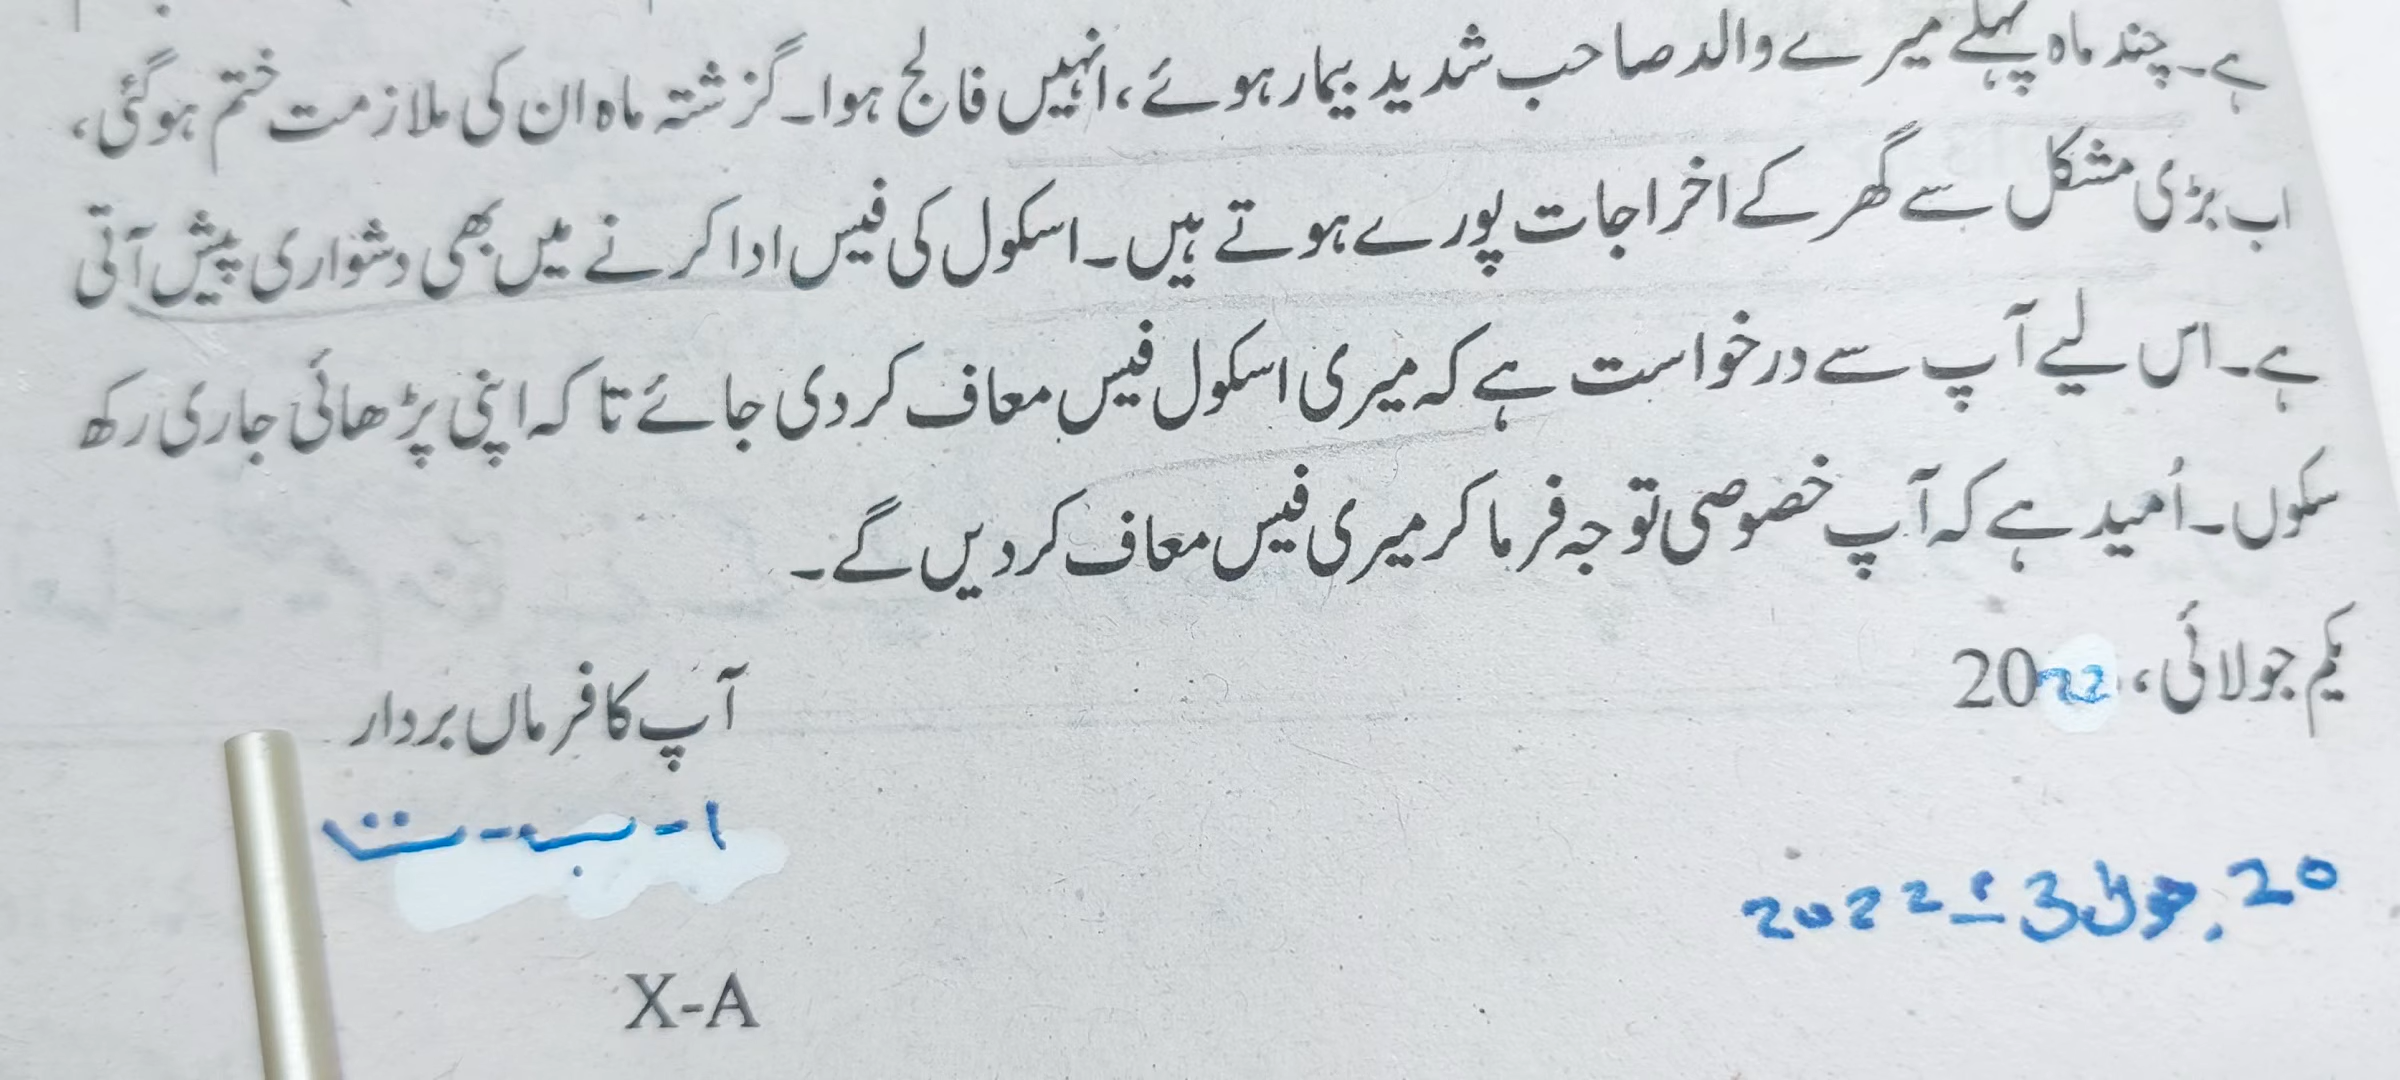 ہے۔ چند ماہ پہلے میرے والد صاحب شدید بیمار ہوئے، انہیں فالج ہوا۔ گزشتہ ماہ ان کی ملازمت ختم ہو گئی،
اب بڑی مشکل سے گھر کے اخراجات پورے ہوتے ہیں۔ اسکول کی فیس ادا کرنے میں بھی دشواری پیش آتی
ہے۔ اس لیے آپ سے درخواست ہے کہ میری اسکول فیس معاف کر دی جائے تاکہ اپنی پڑھائی جاری رکھ
سکوں۔ اُمید ہے کہ آپ خصوصی توجہ فرما کر میری فیس معاف کر دیں گے۔
یکم جولائی، 2022
آپ کا فرماں بردار
ا - ب - ت
20 جولائی 2022
X-A